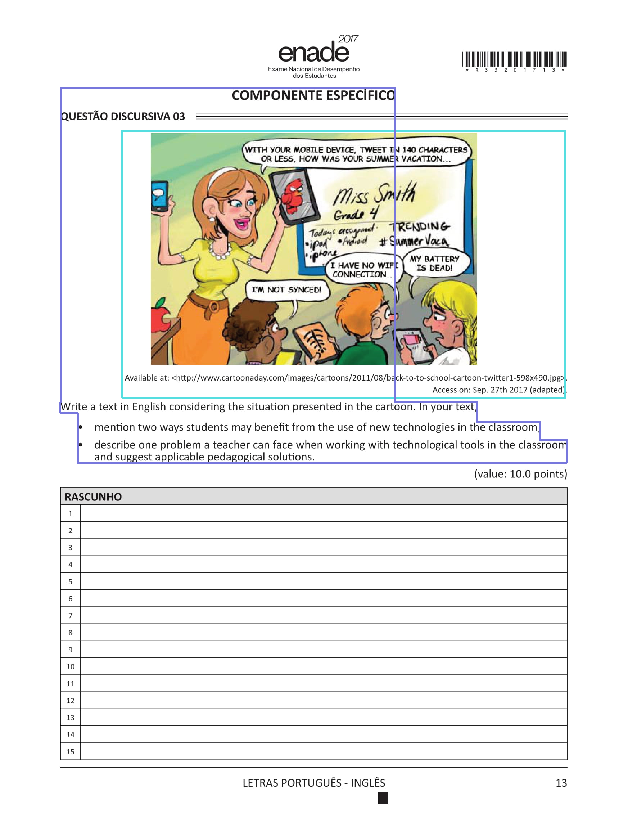 2017
enade
Exame Nacional de Desempenho
dos Estudantes
*R3320171 3*
COMPONENTE ESPECÍFICO
QUESTÃO DISCURSIVA 03
WITH YOUR MOBILE DEVICE, TWEET IN 140 CHARACTERS
OR LESS, HOW WAS YOUR SUMMER VACATION...
Miss Smith
Grade 4
Today's assignment:
•ipad •Android
•iphone
TRENDING
#SummerVaca
I HAVE NO WIFI
CONNECTION
MY BATTERY
IS DEAD!
I'M NOT SYNCED!
Available at: <http://www.cartoonaday.com/images/cartoons/2011/08/back-to-to-school-cartoon-twitter1-598x490.jpg>.
Access on: Sep. 27th 2017 (adapted).
Write a text in English considering the situation presented in the cartoon. In your text,
• mention two ways students may benefit from the use of new technologies in the classroom;
• describe one problem a teacher can face when working with technological tools in the classroom
and suggest applicable pedagogical solutions.
(value: 10.0 points)
RASCUNHO
1
2
3
4
5
6
7
8
9
10
11
12
13
14
15
LETRAS PORTUGUÊS - INGLÊS
13